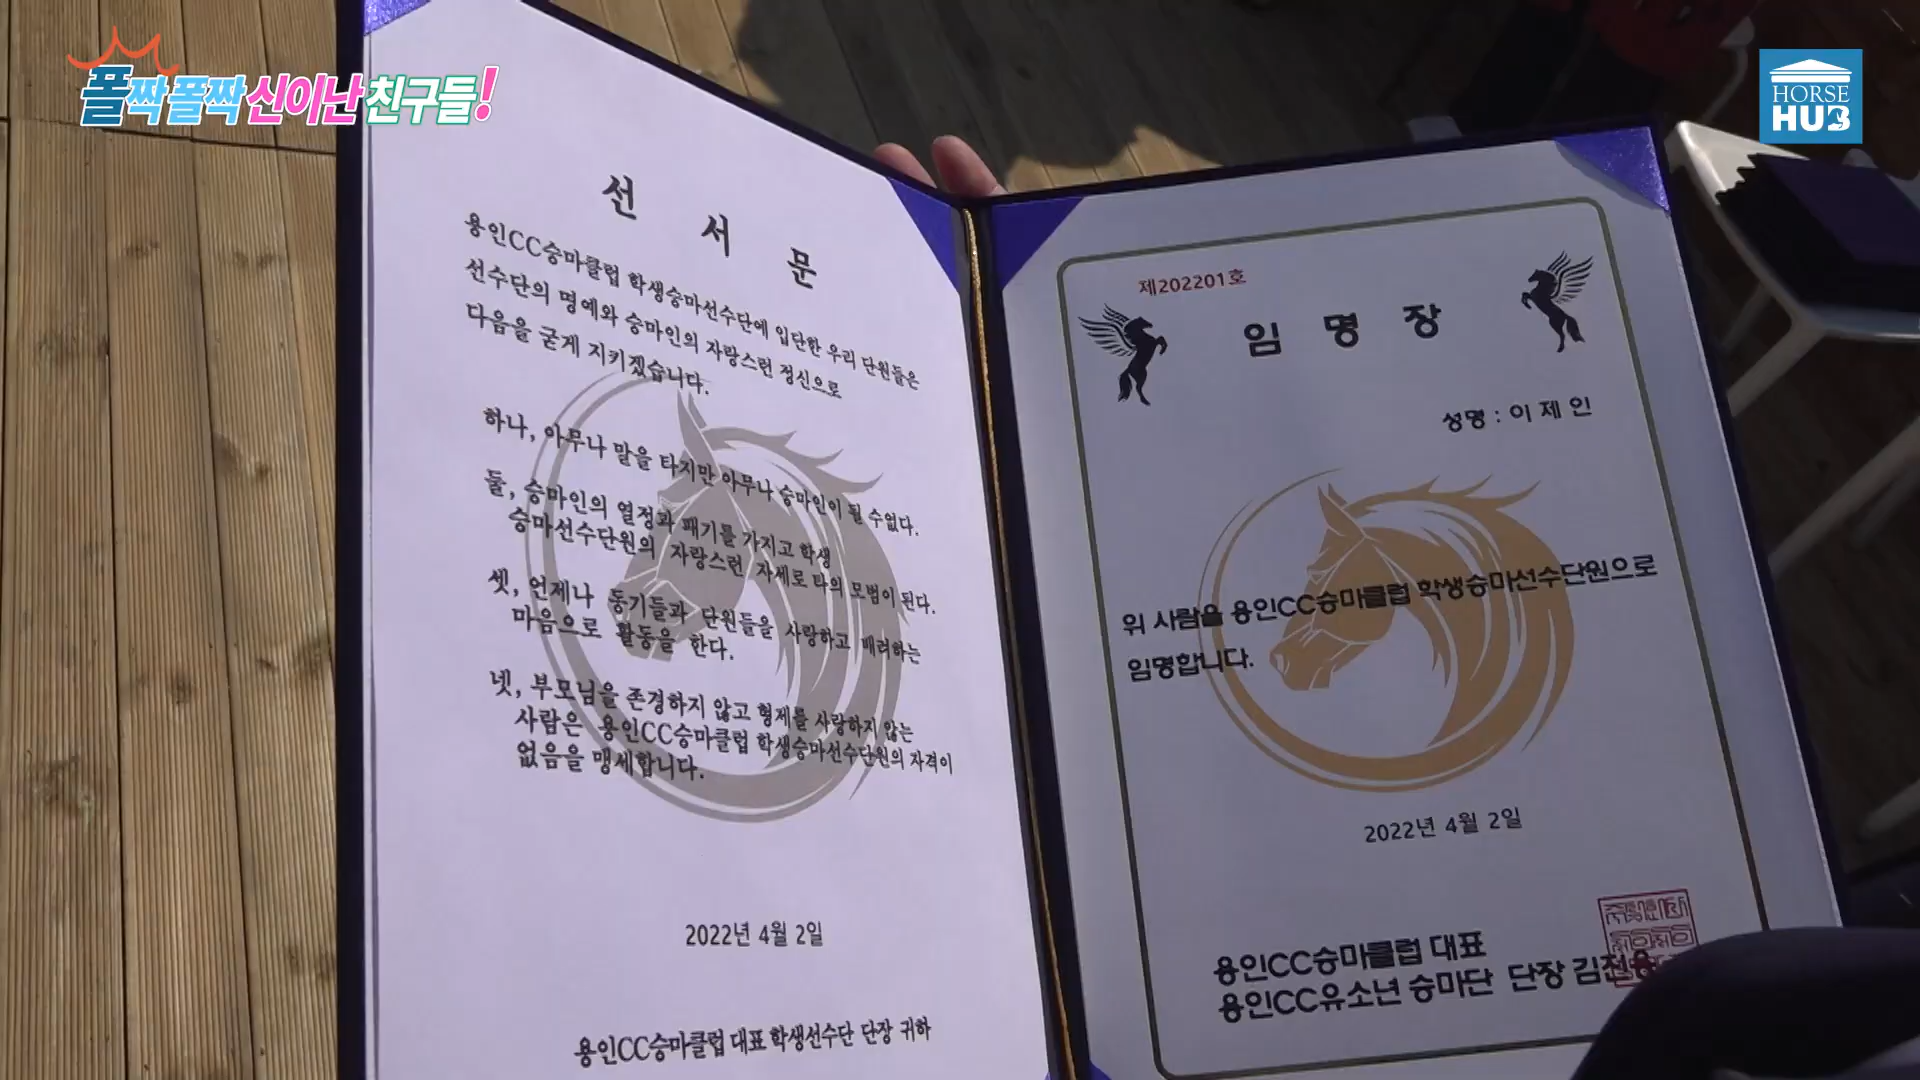 폴짝폴짝 신이난 친구들!
HORSE
HUB
선 서 문
용인CC승마클럽 학생승마선수단에 입단한 우리 단원들은
선수단의 명예와 승마인의 자랑스런 정신으로
다음을 굳게 지키겠습니다.
하나, 아무나 말을 타지만 아무나 승마인이 될 수없다.
둘, 승마인의 열정과 패기를 가지고 학생
승마선수단원의 자랑스런 자세로 타의 모범이 된다.
셋, 언제나 동기들과 단원들을 사랑하고 배려하는
마음으로 활동을 한다.
넷, 부모님을 존경하지 않고 형제를 사랑하지 않는
사람은 용인CC승마클럽 학생승마선수단원의 자격이
없음을 맹세합니다.
2022년 4월 2일
용인CC승마클럽 대표 학생선수단 단장 귀하
제202201호
임 명 장
성명 : 이 제 인
위 사람을 용인CC승마클럽 학생승마선수단원으로
임명합니다.
2022년 4월 2일
용인CC승마클럽 대표
용인CC유소년 승마단 단장 김